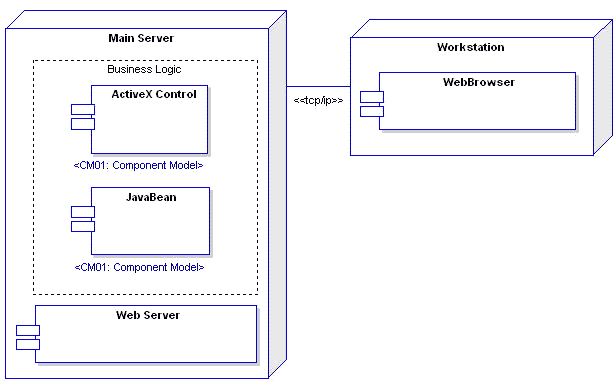 Main Server
Business Logic
ActiveX Control
<CM01: Component Model>
JavaBean
<CM01: Component Model>
Web Server
<<tcp/ip>>
Workstation
WebBrowser